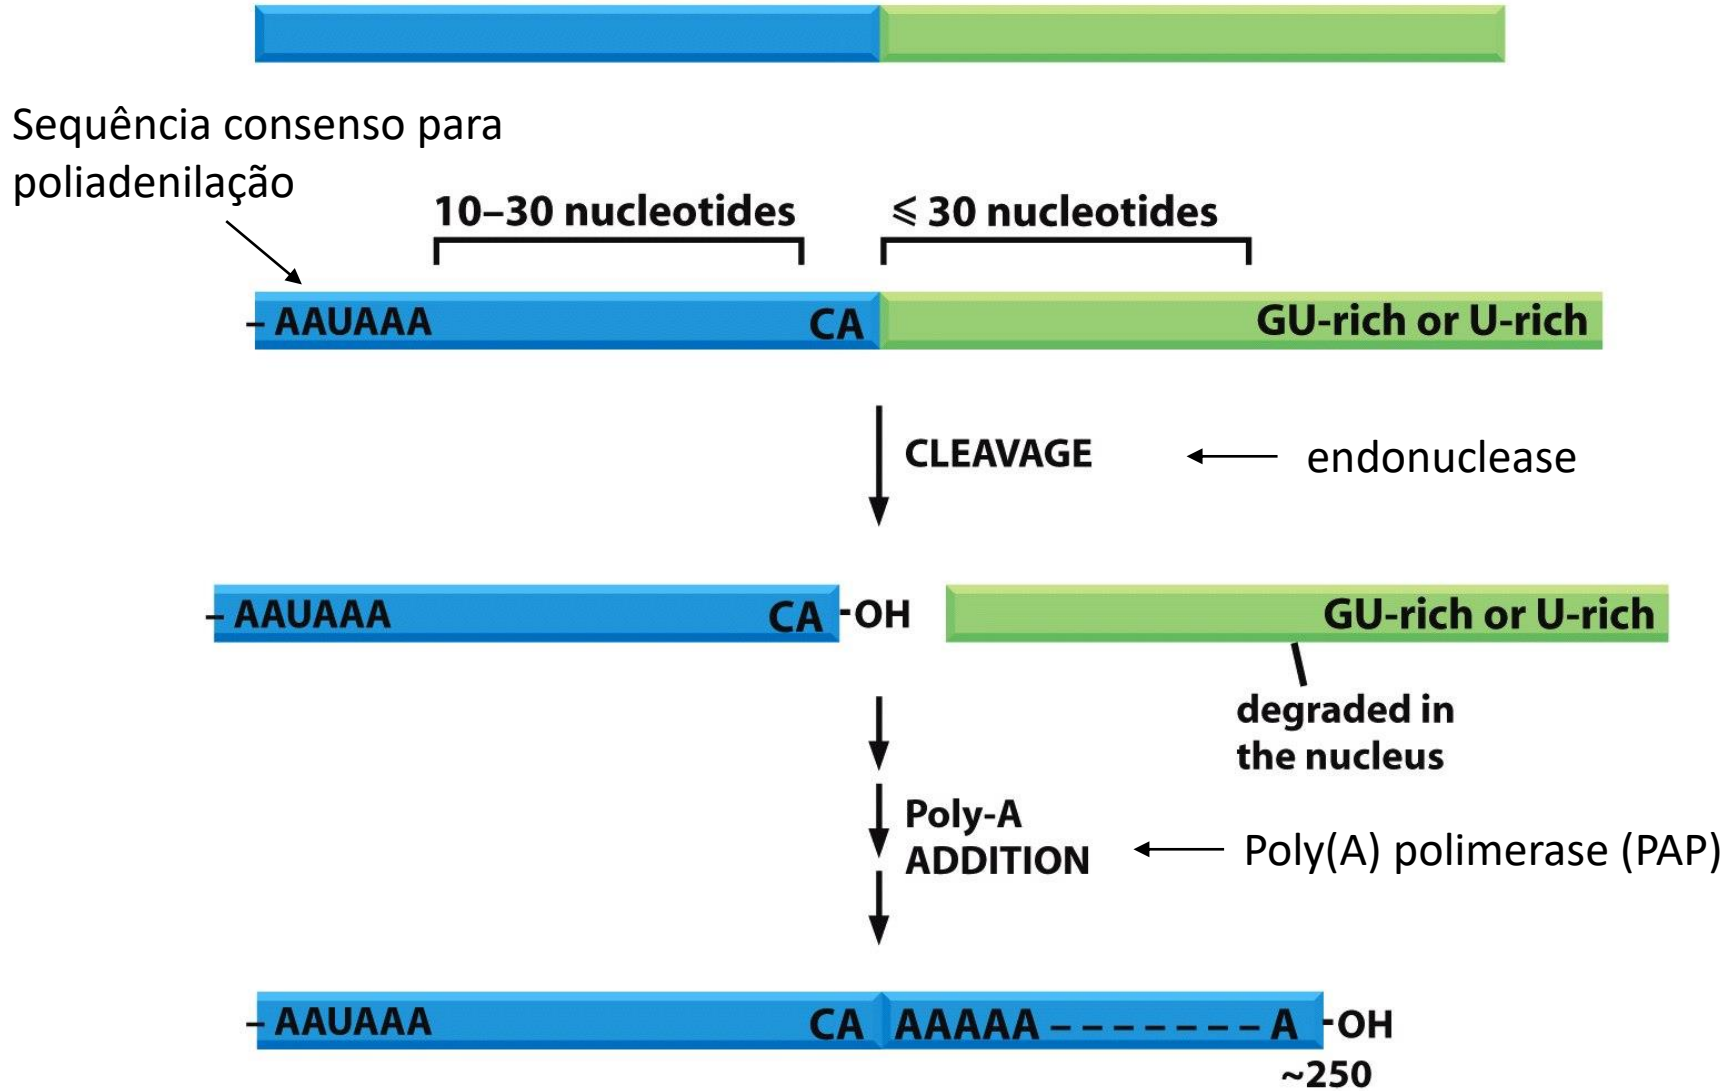 Sequência consenso para
poliadenilação
10–30 nucleotides
⩽ 30 nucleotides
– AAUAAA
CA
GU-rich or U-rich
CLEAVAGE
endonuclease
– AAUAAA
CA -OH
GU-rich or U-rich
degraded in
the nucleus
Poly-A
ADDITION
Poly(A) polimerase (PAP)
– AAUAAA
CA
AAAAA – – – – – – – A -OH
~250